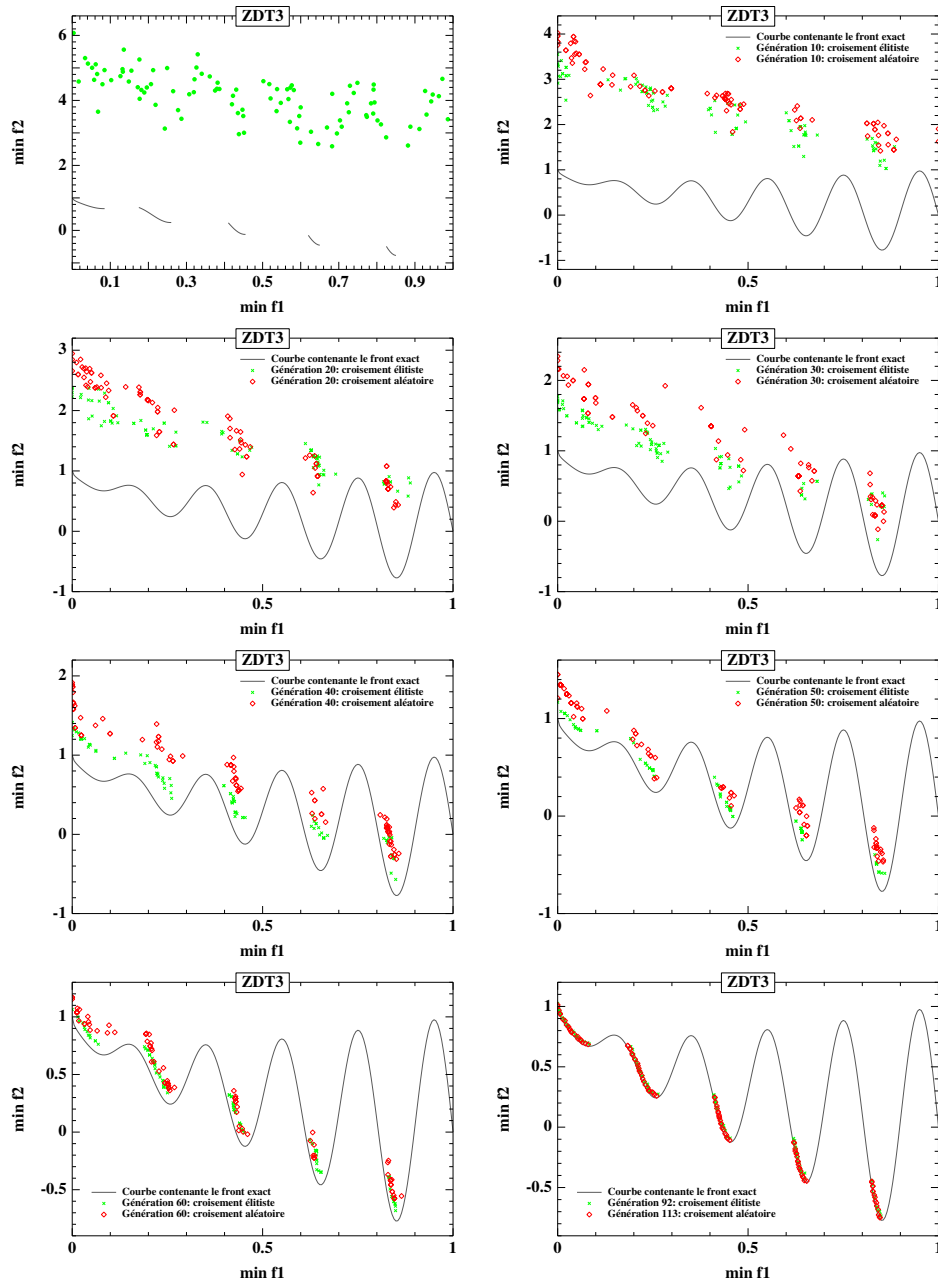 ZDT3
6
4
2
0
min f2
0.1 0.3 0.5 0.7 0.9
min f1
ZDT3
Courbe contenante le front exact
Génération 10: croisement élitiste
Génération 10: croisement aléatoire
4
3
2
1
0
-1
min f2
0 0.5 1
min f1
ZDT3
Courbe contenante le front exact
Génération 20: croisement élitiste
Génération 20: croisement aléatoire
3
2
1
0
-1
min f2
0 0.5 1
min f1
ZDT3
Courbe contenante le front exact
Génération 30: croisement élitiste
Génération 30: croisement aléatoire
2
1
0
-1
min f2
0 0.5 1
min f1
ZDT3
Courbe contenante le front exact
Génération 40: croisement élitiste
Génération 40: croisement aléatoire
2
1
0
-1
min f2
0 0.5 1
min f1
ZDT3
Courbe contenante le front exact
Génération 50: croisement élitiste
Génération 50: croisement aléatoire
1
0
-1
min f2
0 0.5 1
min f1
ZDT3
1
0.5
0
-0.5
min f2
Courbe contenante le front exact
Génération 60: croisement élitiste
Génération 60: croisement aléatoire
0 0.5 1
min f1
ZDT3
1
0.5
0
-0.5
min f2
Courbe contenante le front exact
Génération 92: croisement élitiste
Génération 113: croisement aléatoire
0 0.5 1
min f1